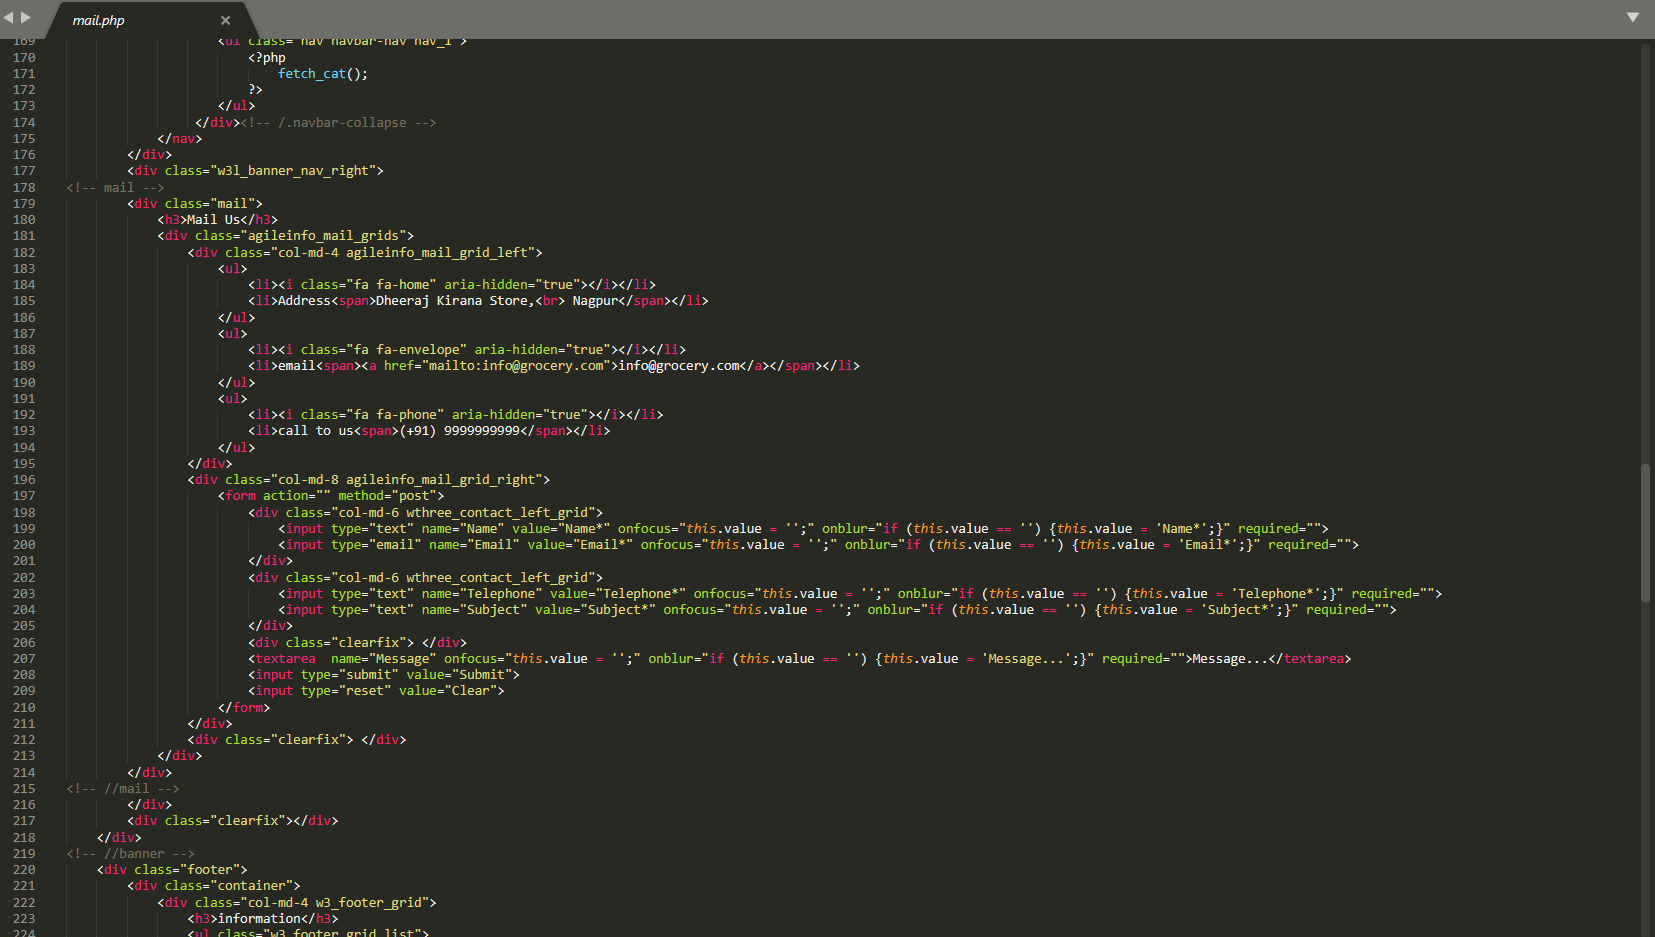 mail.php ×
169 <ul class="nav navbar-nav nav_1">
170 <?php
171 fetch_cat();
172 ?>
173 </ul>
174 </div><!-- /.navbar-collapse -->
175 </nav>
176 </div>
177 <div class="w3l_banner_nav_right">
178 <!-- mail -->
179 <div class="mail">
180 <h3>Mail Us</h3>
181 <div class="agileinfo_mail_grids">
182 <div class="col-md-4 agileinfo_mail_grid_left">
183 <ul>
184 <li><i class="fa fa-home" aria-hidden="true"></i></li>
185 <li>Address<span>Dheeraj Kirana Store,<br> Nagpur</span></li>
186 </ul>
187 <ul>
188 <li><i class="fa fa-envelope" aria-hidden="true"></i></li>
189 <li>email<span><a href="mailto:info@grocery.com">info@grocery.com</a></span></li>
190 </ul>
191 <ul>
192 <li><i class="fa fa-phone" aria-hidden="true"></i></li>
193 <li>call to us<span>(+91) 9999999999</span></li>
194 </ul>
195 </div>
196 <div class="col-md-8 agileinfo_mail_grid_right">
197 <form action="" method="post">
198 <div class="col-md-6 wthree_contact_left_grid">
199 <input type="text" name="Name" value="Name*" onfocus="this.value = '';" onblur="if (this.value == '') {this.value = 'Name*';}" required="">
200 <input type="email" name="Email" value="Email*" onfocus="this.value = '';" onblur="if (this.value == '') {this.value = 'Email*';}" required="">
201 </div>
202 <div class="col-md-6 wthree_contact_left_grid">
203 <input type="text" name="Telephone" value="Telephone*" onfocus="this.value = '';" onblur="if (this.value == '') {this.value = 'Telephone*';}" required="">
204 <input type="text" name="Subject" value="Subject*" onfocus="this.value = '';" onblur="if (this.value == '') {this.value = 'Subject*';}" required="">
205 </div>
206 <div class="clearfix"> </div>
207 <textarea  name="Message" onfocus="this.value = '';" onblur="if (this.value == '') {this.value = 'Message...';}" required="">Message...</textarea>
208 <input type="submit" value="Submit">
209 <input type="reset" value="Clear">
210 </form>
211 </div>
212 <div class="clearfix"> </div>
213 </div>
214 </div>
215 <!-- //mail -->
216 </div>
217 <div class="clearfix"></div>
218 </div>
219 <!-- //banner -->
220 <div class="footer">
221 <div class="container">
222 <div class="col-md-4 w3_footer_grid">
223 <h3>information</h3>
224 <ul class="w3_footer_grid_list">